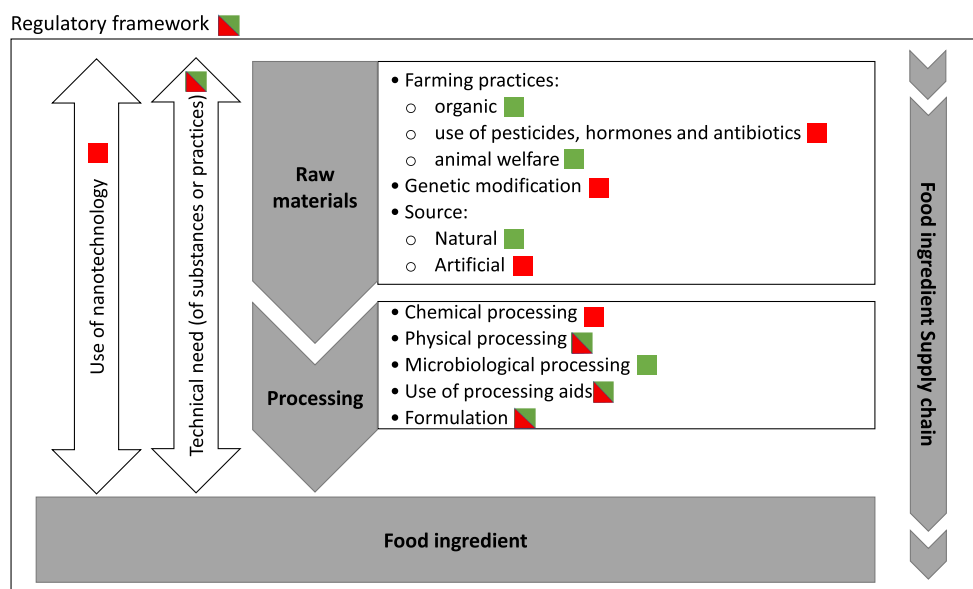 Regulatory framework
Use of nanotechnology
Technical need (of substances or practices)
Raw
materials
• Farming practices:
o organic
o use of pesticides, hormones and antibiotics
o animal welfare
• Genetic modification
• Source:
o Natural
o Artificial
Processing
• Chemical processing
• Physical processing
• Microbiological processing
• Use of processing aids
• Formulation
Food ingredient Supply chain
Food ingredient